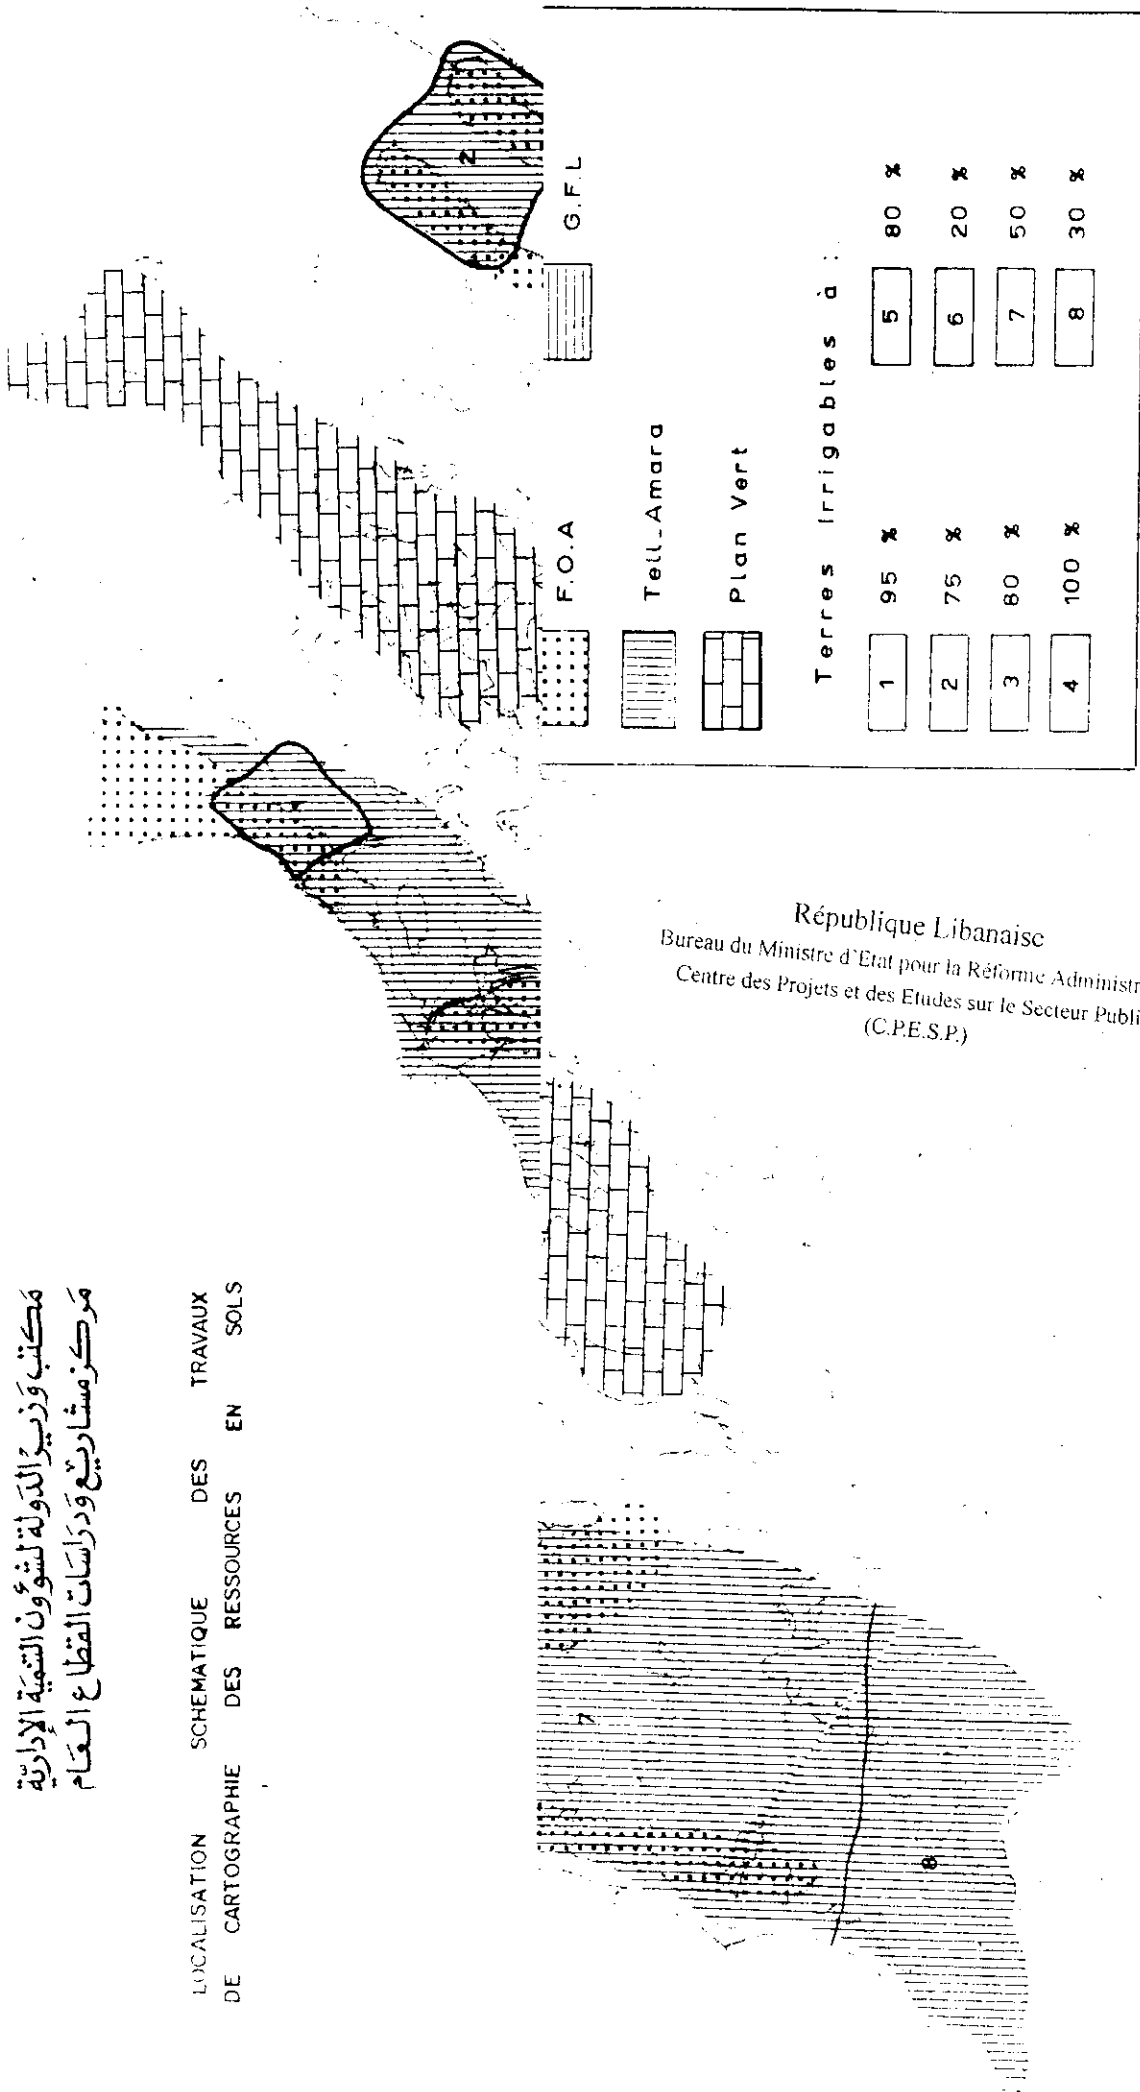 مكتب وزير الدولة لشؤون التنمية الإدارية
مركز مشاريع ودراسات القطاع العام
LOCALISATION SCHEMATIQUE DES TRAVAUX
DE CARTOGRAPHIE DES RESSOURCES EN SOLS
2
7
8
F.O.A
G.F.L
Tell_Amara
Plan Vert
Terres irrigables à :
1 95 % 5 80 %
2 75 % 6 20 %
3 80 % 7 50 %
4 100 % 8 30 %
République Libanaise
Bureau du Ministre d'Etat pour la Réforme Administr
Centre des Projets et des Etudes sur le Secteur Publi
(C.P.E.S.P.)